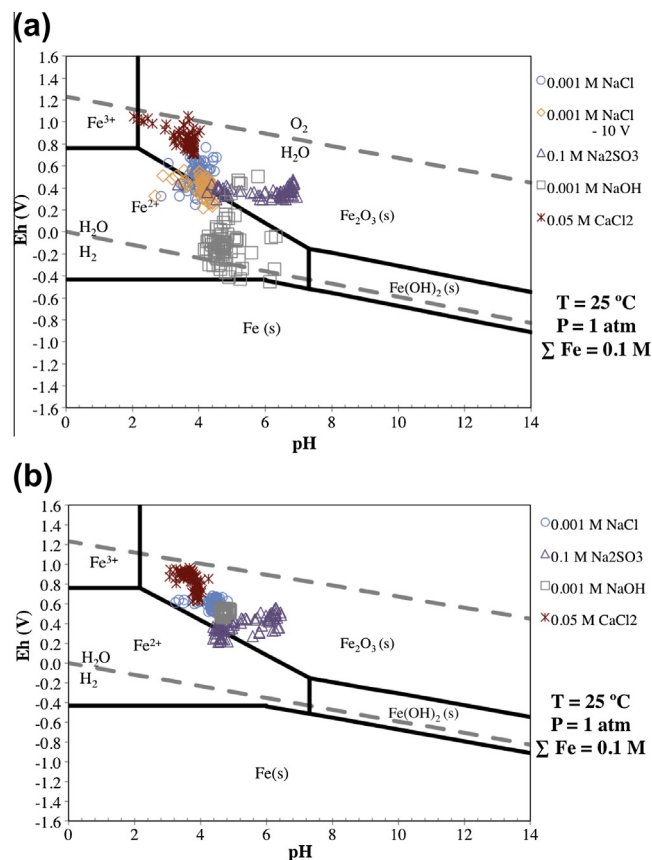 (a)
1.6
1.4
1.2
1.0
0.8
0.6
0.4
0.2
0.0
-0.2
-0.4
-0.6
-0.8
-1.0
-1.2
-1.4
-1.6
Eh (V)
Fe³⁺
O₂
H₂O
Fe²⁺
Fe₂O₃ (s)
H₂O
H₂
Fe(OH)₂ (s)
Fe (s)
0 2 4 6 8 10 12 14
pH
0.001 M NaCl
0.001 M NaCl
- 10 V
0.1 M Na2SO3
0.001 M NaOH
0.05 M CaCl2
T = 25 ºC
P = 1 atm
∑ Fe = 0.1 M
(b)
1.6
1.4
1.2
1.0
0.8
0.6
0.4
0.2
0.0
-0.2
-0.4
-0.6
-0.8
-1.0
-1.2
-1.4
-1.6
Eh (V)
Fe³⁺
Fe²⁺
Fe₂O₃ (s)
H₂O
H₂
Fe(OH)₂ (s)
Fe(s)
0 2 4 6 8 10 12 14
pH
0.001 M NaCl
0.1 M Na2SO3
0.001 M NaOH
0.05 M CaCl2
T = 25 ºC
P = 1 atm
∑ Fe = 0.1 M